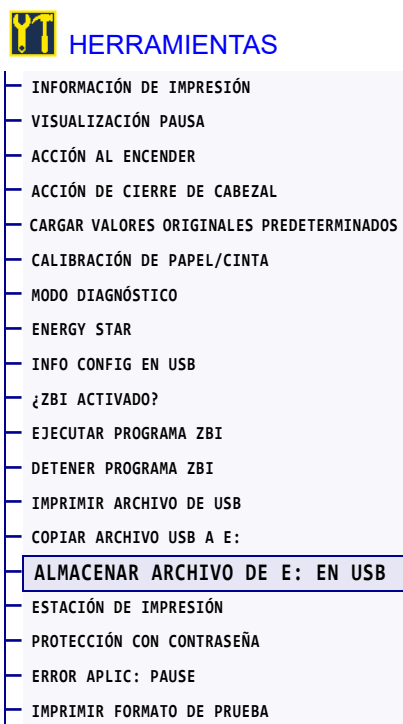 HERRAMIENTAS
INFORMACIÓN DE IMPRESIÓN
VISUALIZACIÓN PAUSA
ACCIÓN AL ENCENDER
ACCIÓN DE CIERRE DE CABEZAL
CARGAR VALORES ORIGINALES PREDETERMINADOS
CALIBRACIÓN DE PAPEL/CINTA
MODO DIAGNÓSTICO
ENERGY STAR
INFO CONFIG EN USB
¿ZBI ACTIVADO?
EJECUTAR PROGRAMA ZBI
DETENER PROGRAMA ZBI
IMPRIMIR ARCHIVO DE USB
COPIAR ARCHIVO USB A E:
ALMACENAR ARCHIVO DE E: EN USB
ESTACIÓN DE IMPRESIÓN
PROTECCIÓN CON CONTRASEÑA
ERROR APLIC: PAUSE
IMPRIMIR FORMATO DE PRUEBA